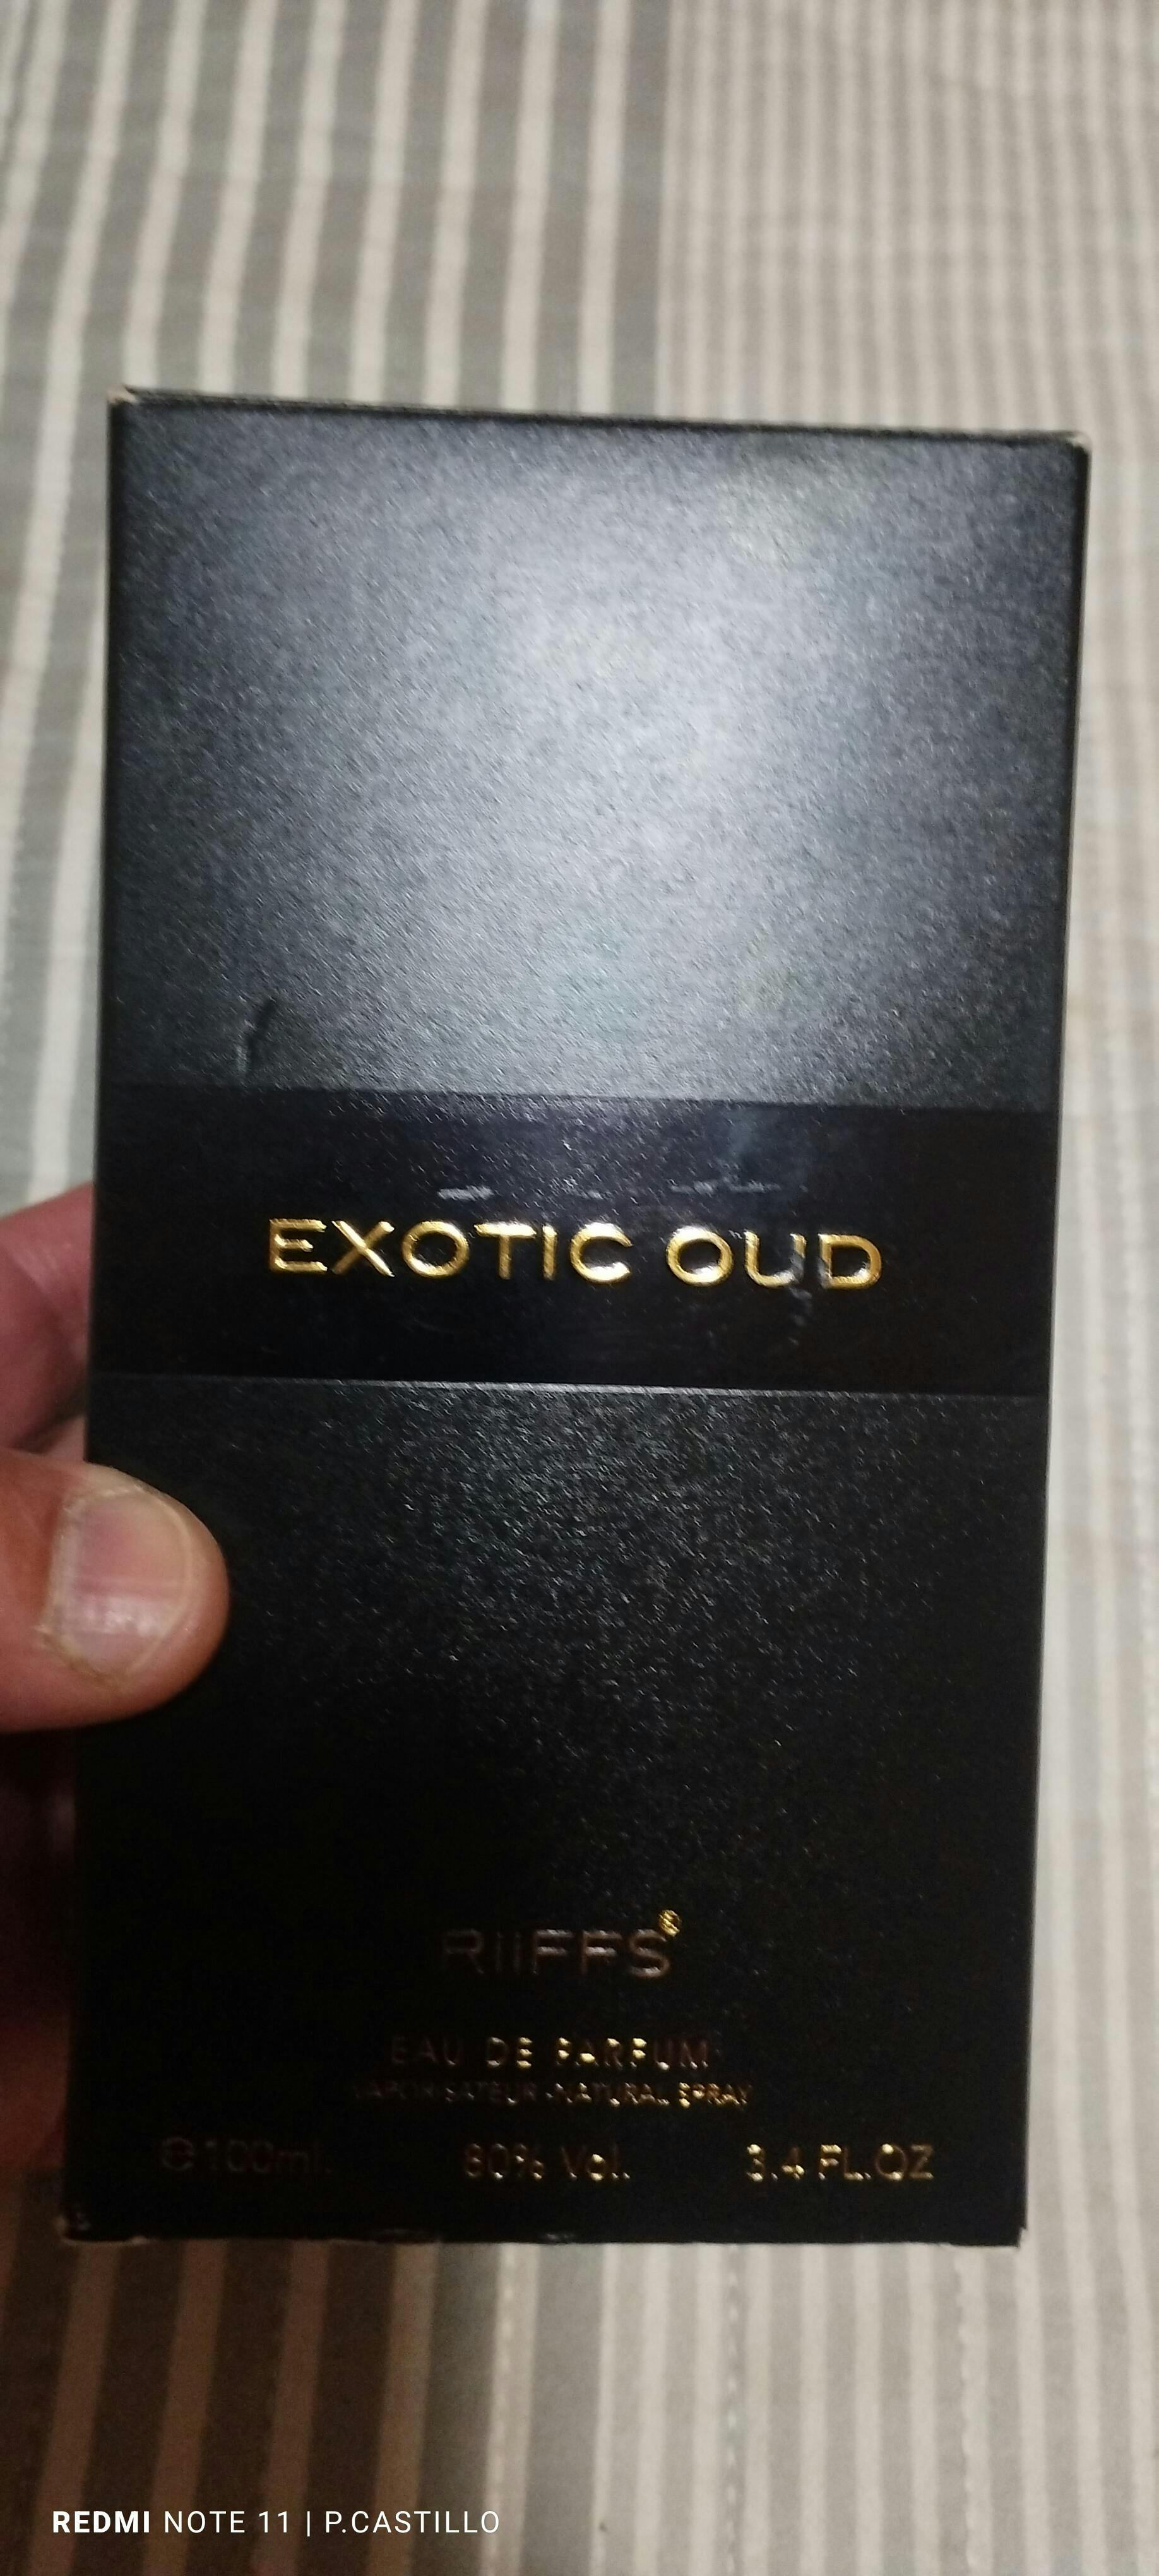 EXOTIC OUD
RiiFFS®
EAU DE PARFUM
VAPORISATEUR-NATURAL SPRAY
℮100ml. 80% Vol. 3.4 FL.OZ
REDMI NOTE 11 | P.CASTILLO